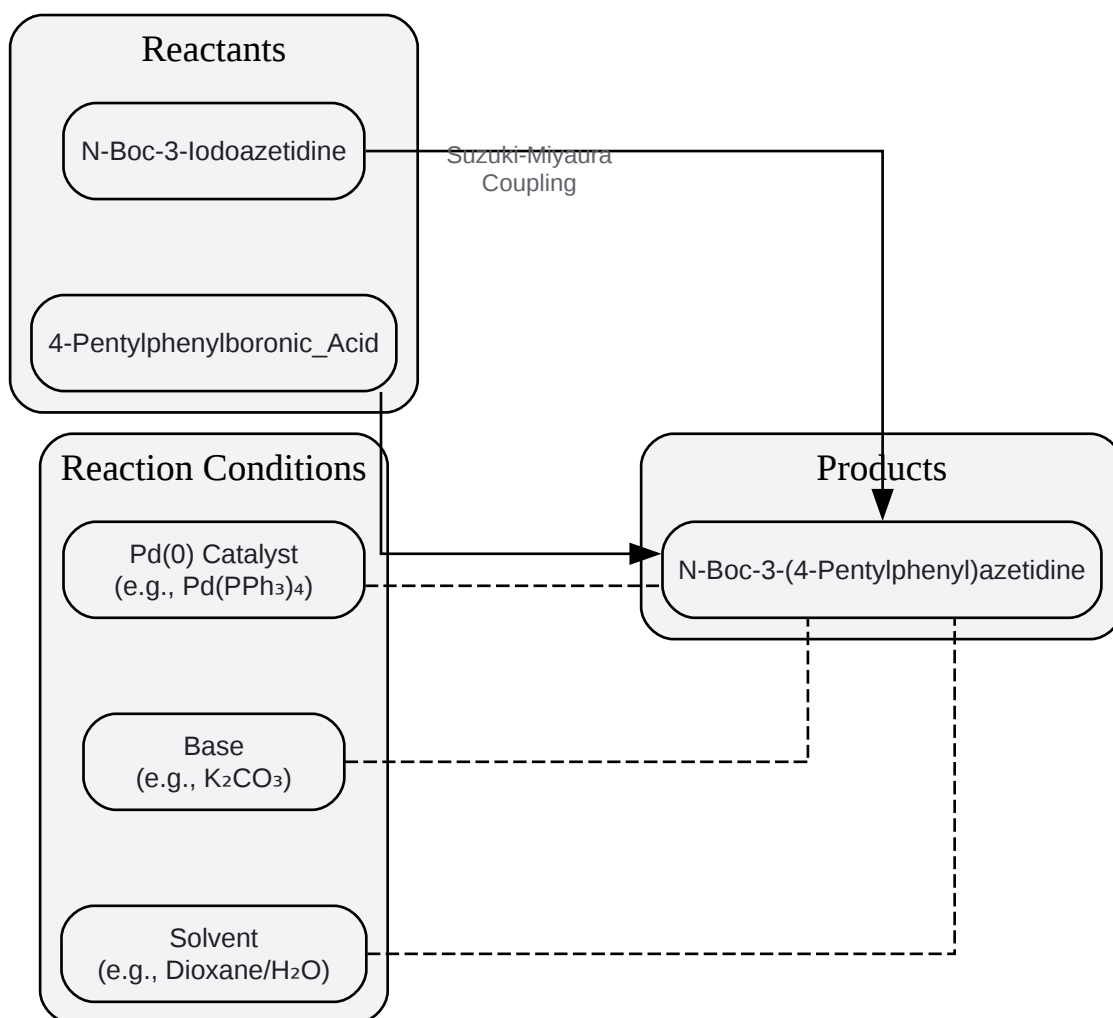 Reactants
N-Boc-3-Iodoazetidine
Suzuki-Miyaura
Coupling
4-Pentylphenylboronic_Acid
Reaction Conditions
Products
Pd(0) Catalyst
(e.g., Pd(PPh₃)₄)
N-Boc-3-(4-Pentylphenyl)azetidine
Base
(e.g., K₂CO₃)
Solvent
(e.g., Dioxane/H₂O)